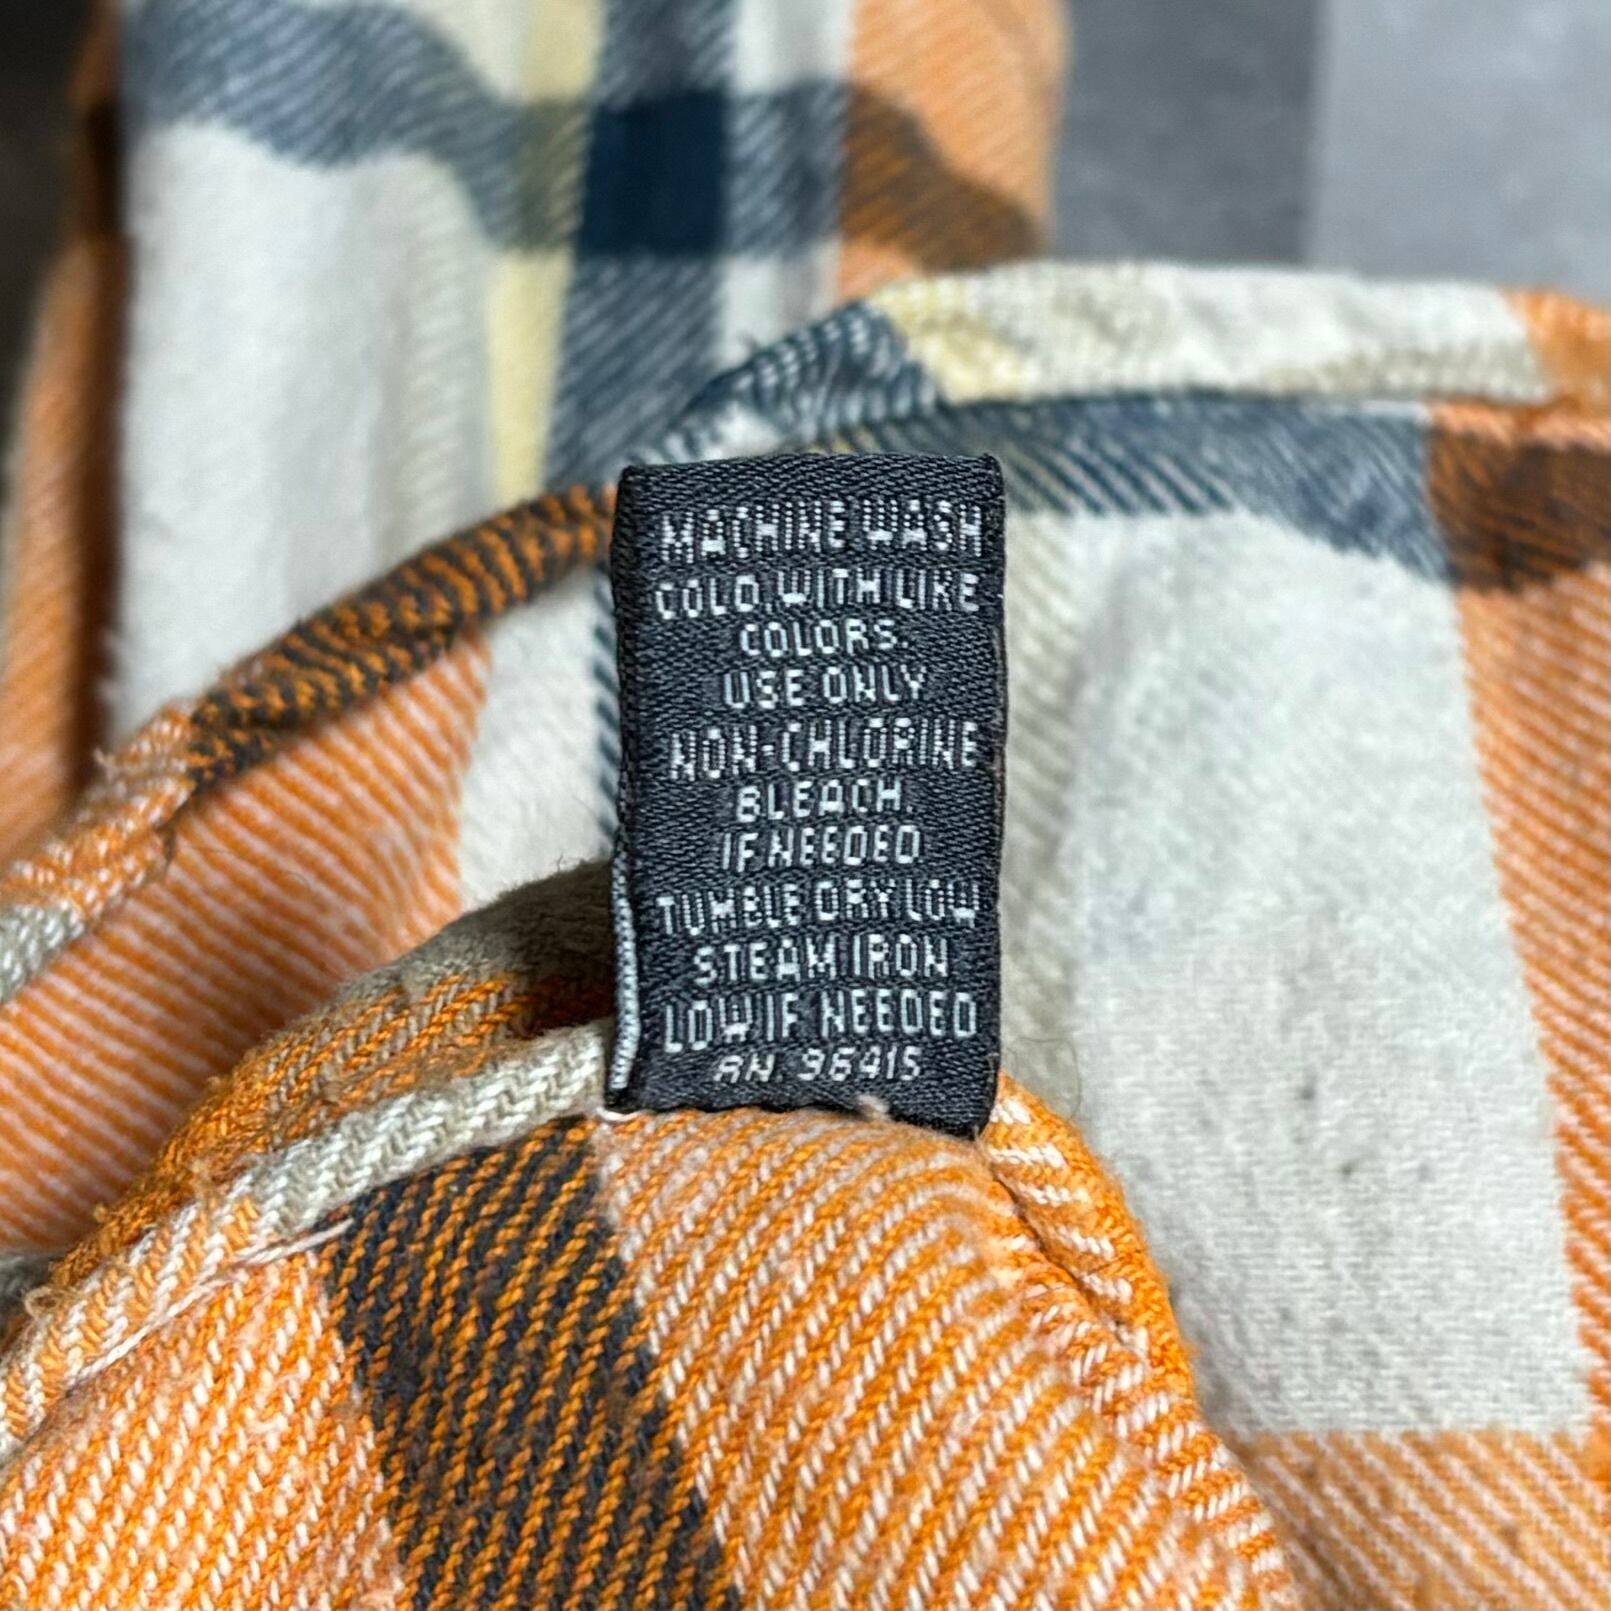 MACHINE WASH
COLD, WITH LIKE
COLORS.
USE ONLY
NON-CHLORINE
BLEACH,
IF NEEDED
TUMBLE DRY LOW
STEAM IRON
LOW IF NEEDED
RN. 96415